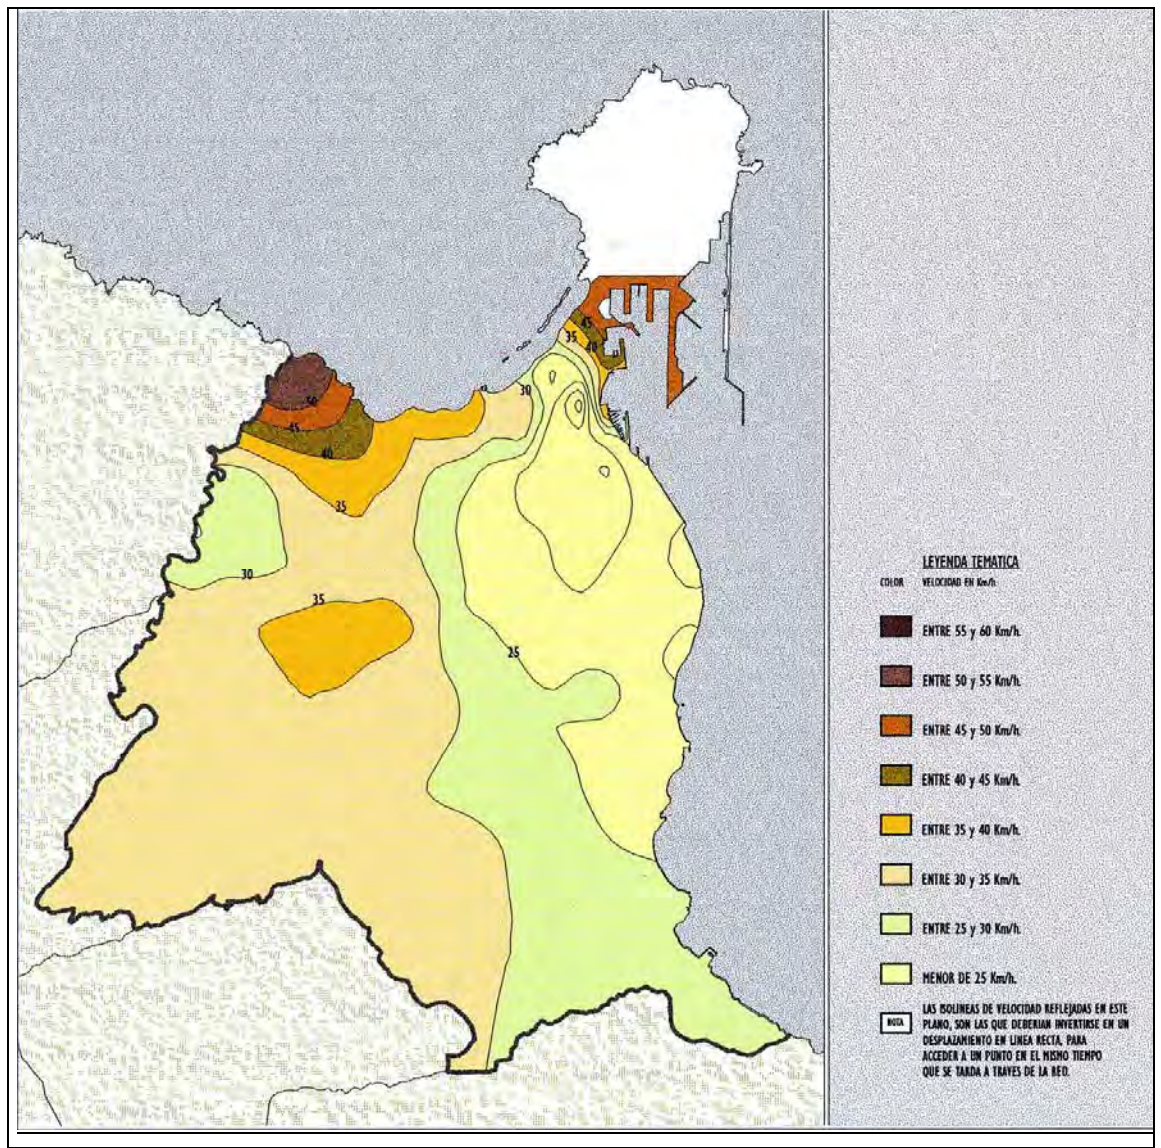 45
35
40
30
50
45
40
35
30
35
25
LEYENDA TEMATICA
COLOR VELOCIDAD EN Km/h.
ENTRE 55 y 60 Km/h.
ENTRE 50 y 55 Km/h.
ENTRE 45 y 50 Km/h.
ENTRE 40 y 45 Km/h.
ENTRE 35 y 40 Km/h.
ENTRE 30 y 35 Km/h.
ENTRE 25 y 30 Km/h.
MENOR DE 25 Km/h.
NOTA
LAS ISOLINEAS DE VELOCIDAD REFLEJADAS EN ESTE
PLANO, SON LAS QUE DEBERIAN INVERTIRSE EN UN
DESPLAZAMIENTO EN LINEA RECTA, PARA
ACCEDER A UN PUNTO EN EL MISMO TIEMPO
QUE SE TARDA A TRAVES DE LA RED.